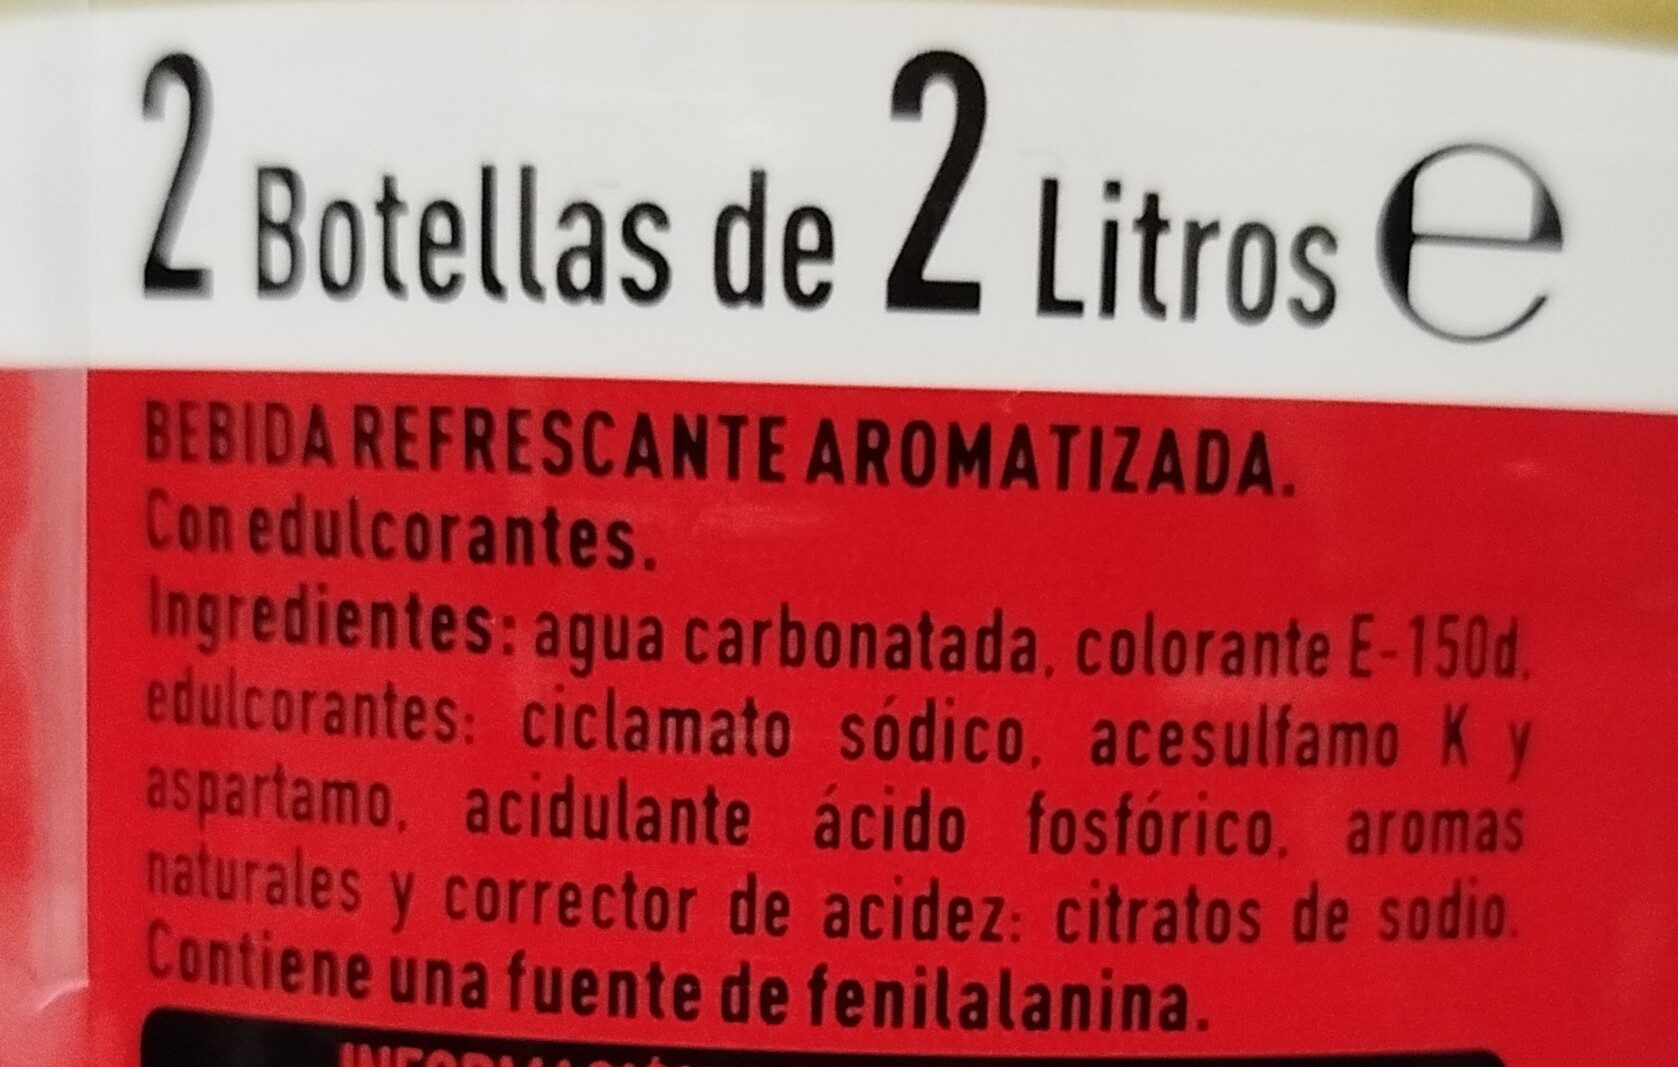 2 Botellas de 2 Litros ℮
BEBIDA REFRESCANTE AROMATIZADA.
Con edulcorantes.
Ingredientes: agua carbonatada, colorante E-150d,
edulcorantes: ciclamato sódico, acesulfamo K y
aspartamo, acidulante ácido fosfórico, aromas
naturales y corrector de acidez: citratos de sodio.
Contiene una fuente de fenilalanina.